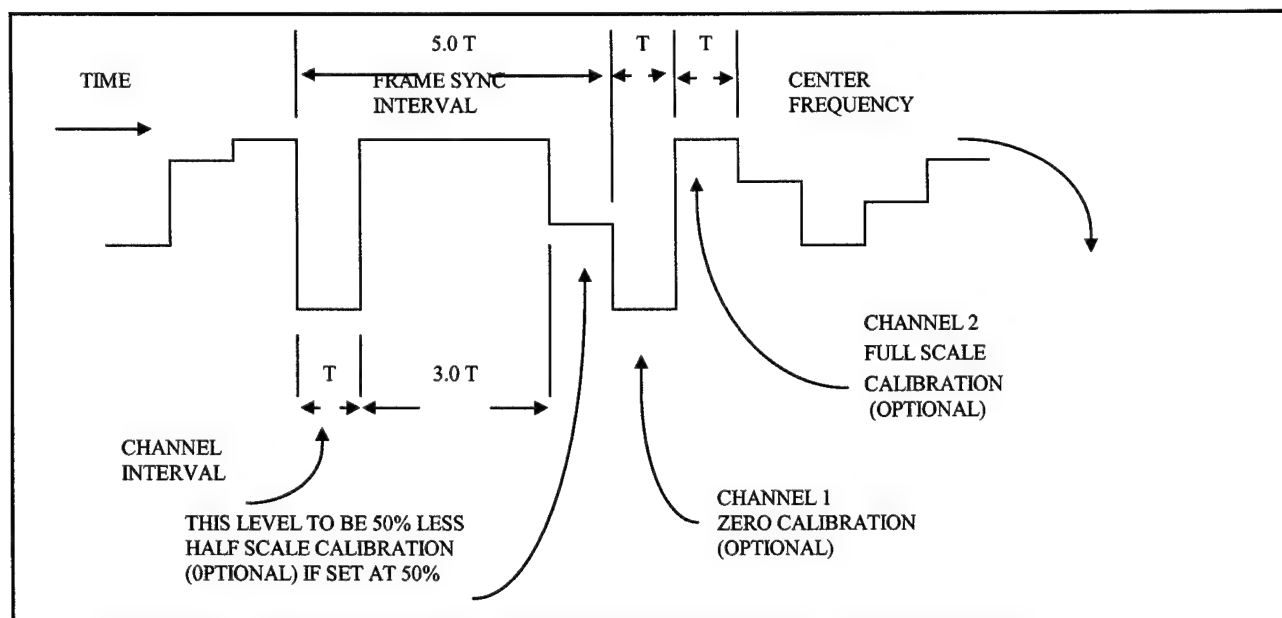 5.0 T
T
T
TIME
FRAME SYNC
INTERVAL
CENTER
FREQUENCY
T
3.0 T
CHANNEL 2
FULL SCALE
CALIBRATION
(OPTIONAL)
CHANNEL
INTERVAL
THIS LEVEL TO BE 50% LESS
HALF SCALE CALIBRATION
(0PTIONAL) IF SET AT 50%
CHANNEL 1
ZERO CALIBRATION
(OPTIONAL)